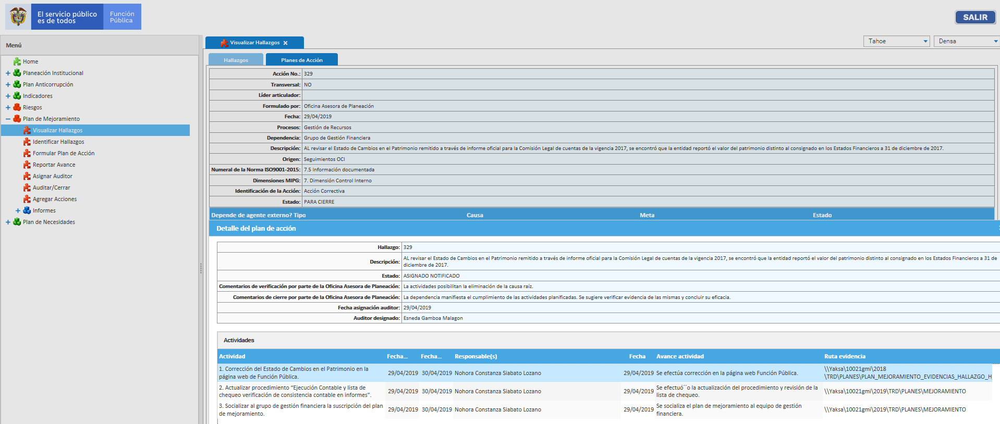 El servicio público
es de todos
Función
Pública
SALIR
Menú
Home
Planeación Institucional
Plan Anticorrupción
Indicadores
Riesgos
Plan de Mejoramiento
Visualizar Hallazgos
Identificar Hallazgos
Formular Plan de Acción
Reportar Avance
Asignar Auditor
Auditar/Cerrar
Agregar Acciones
Informes
Plan de Necesidades
Visualizar Hallazgos
Tahoe
Densa
Hallazgos
Planes de Acción
Acción No.: 329
Transversal: NO
Líder articulador:
Formulado por: Oficina Asesora de Planeación
Fecha: 29/04/2019
Procesos: Gestión de Recursos
Dependencia: Grupo de Gestión Financiera
Descripción: AL revisar el Estado de Cambios en el Patrimonio remitido a través de informe oficial para la Comisión Legal de cuentas de la vigencia 2017, se encontró que la entidad reportó el valor del patrimonio distinto al consignado en los Estados Financieros a 31 de diciembre de 2017.
Origen: Seguimientos OCI
Numeral de la Norma ISO9001-2015: 7.5 Información documentada
Dimensiones MIPG: 7. Dimensión Control Interno
Identificación de la Acción: Acción Correctiva
Estado: PARA CIERRE
Depende de agente externo? Tipo Causa Meta Estado
Detalle del plan de acción
Hallazgo: 329
Descripción: AL revisar el Estado de Cambios en el Patrimonio remitido a través de informe oficial para la Comisión Legal de cuentas de la vigencia 2017, se encontró que la entidad reportó el valor del patrimonio distinto al consignado en los Estados Financieros a 31 de
diciembre de 2017.
Estado: ASIGNADO NOTIFICADO
Comentarios de verificación por parte de la Oficina Asesora de Planeación: La actividades posibilitan la eliminación de la causa raíz.
Comentarios de cierre por parte de la Oficina Asesora de Planeación: La dependencia manifiesta el cumplimiento de las actividades planificadas. Se sugiere verificar evidencia de las mismas y concluir su eficacia.
Fecha asignación auditor: 29/04/2019
Auditor designado: Esneda Gamboa Malagon
Actividades
Actividad Fecha... Fecha... Responsable(s) Fecha Avance actividad Ruta evidencia
1. Corrección del Estado de Cambios en el Patrimonio en la
página web de Función Pública.
29/04/2019 30/04/2019 Nohora Constanza Siabato Lozano 29/04/2019 Se efectúa corrección en la página web Función Pública.
\\Yaksa\10021gmi\2018
\TRD\PLANES\PLAN_MEJORAMIENTO_EVIDENCIAS_HALLAZGO_H
2. Actualizar procedimiento “Ejecución Contable y lista de
chequeo verificación de consistencia contable en informes”.
29/04/2019 30/04/2019 Nohora Constanza Siabato Lozano 29/04/2019
Se efectuó´´o la actualización del procedimiento y revisión de la
lista de chequeo.
\\Yaksa\10021gmi\2019\TRD\PLANES\MEJORAMIENTO
3. Socializar al grupo de gestión financiera la suscripción del plan
de mejoramiento.
29/04/2019 30/04/2019 Nohora Constanza Siabato Lozano 29/04/2019
Se socializa el plan de mejoramiento al equipo de gestión
financiera.
\\Yaksa\10021gmi\2019\TRD\PLANES\MEJORAMIENTO